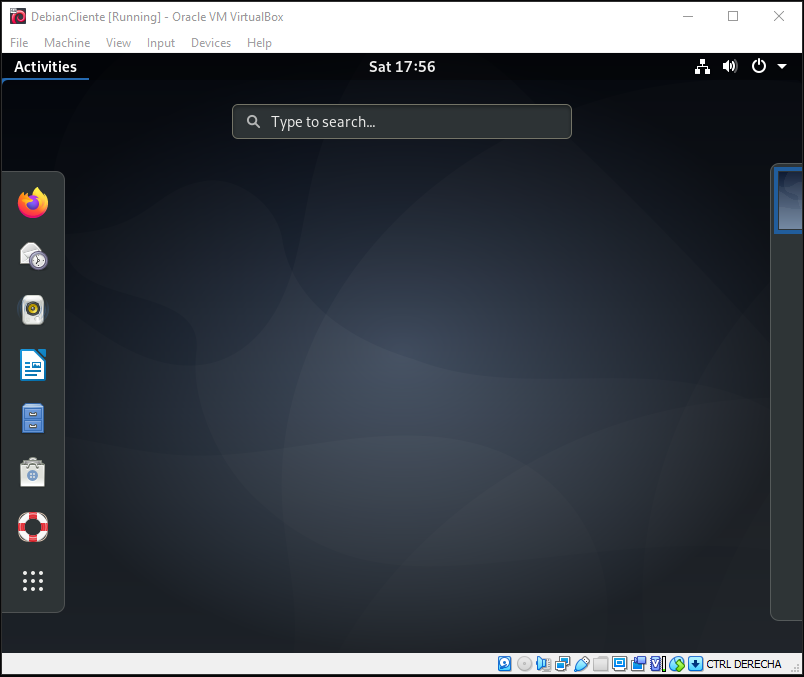 DebianCliente [Running] - Oracle VM VirtualBox
File Machine View Input Devices Help
Activities Sat 17:56
Type to search...
CTRL DERECHA